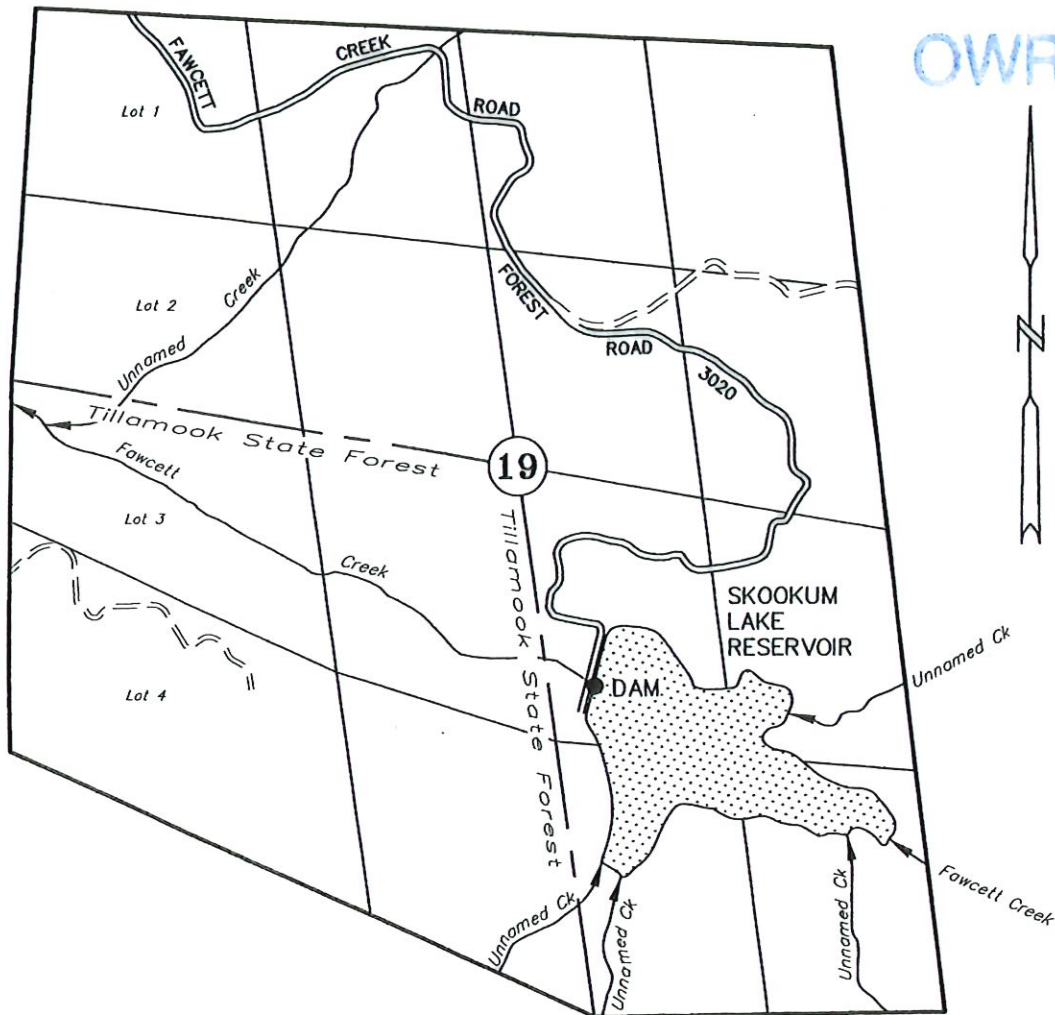 OWR
FAWCETT
CREEK
ROAD
Lot 1
Unnamed Creek
Lot 2
FOREST
ROAD
3020
N
Tillamook State Forest
19
Fawcett
Creek
Lot 3
Tillamook State Forest
SKOOKUM
LAKE
RESERVOIR
Unnamed Ck
DAM
Lot 4
Fawcett Creek
Unnamed Ck
Unnamed Ck
Unnamed Ck